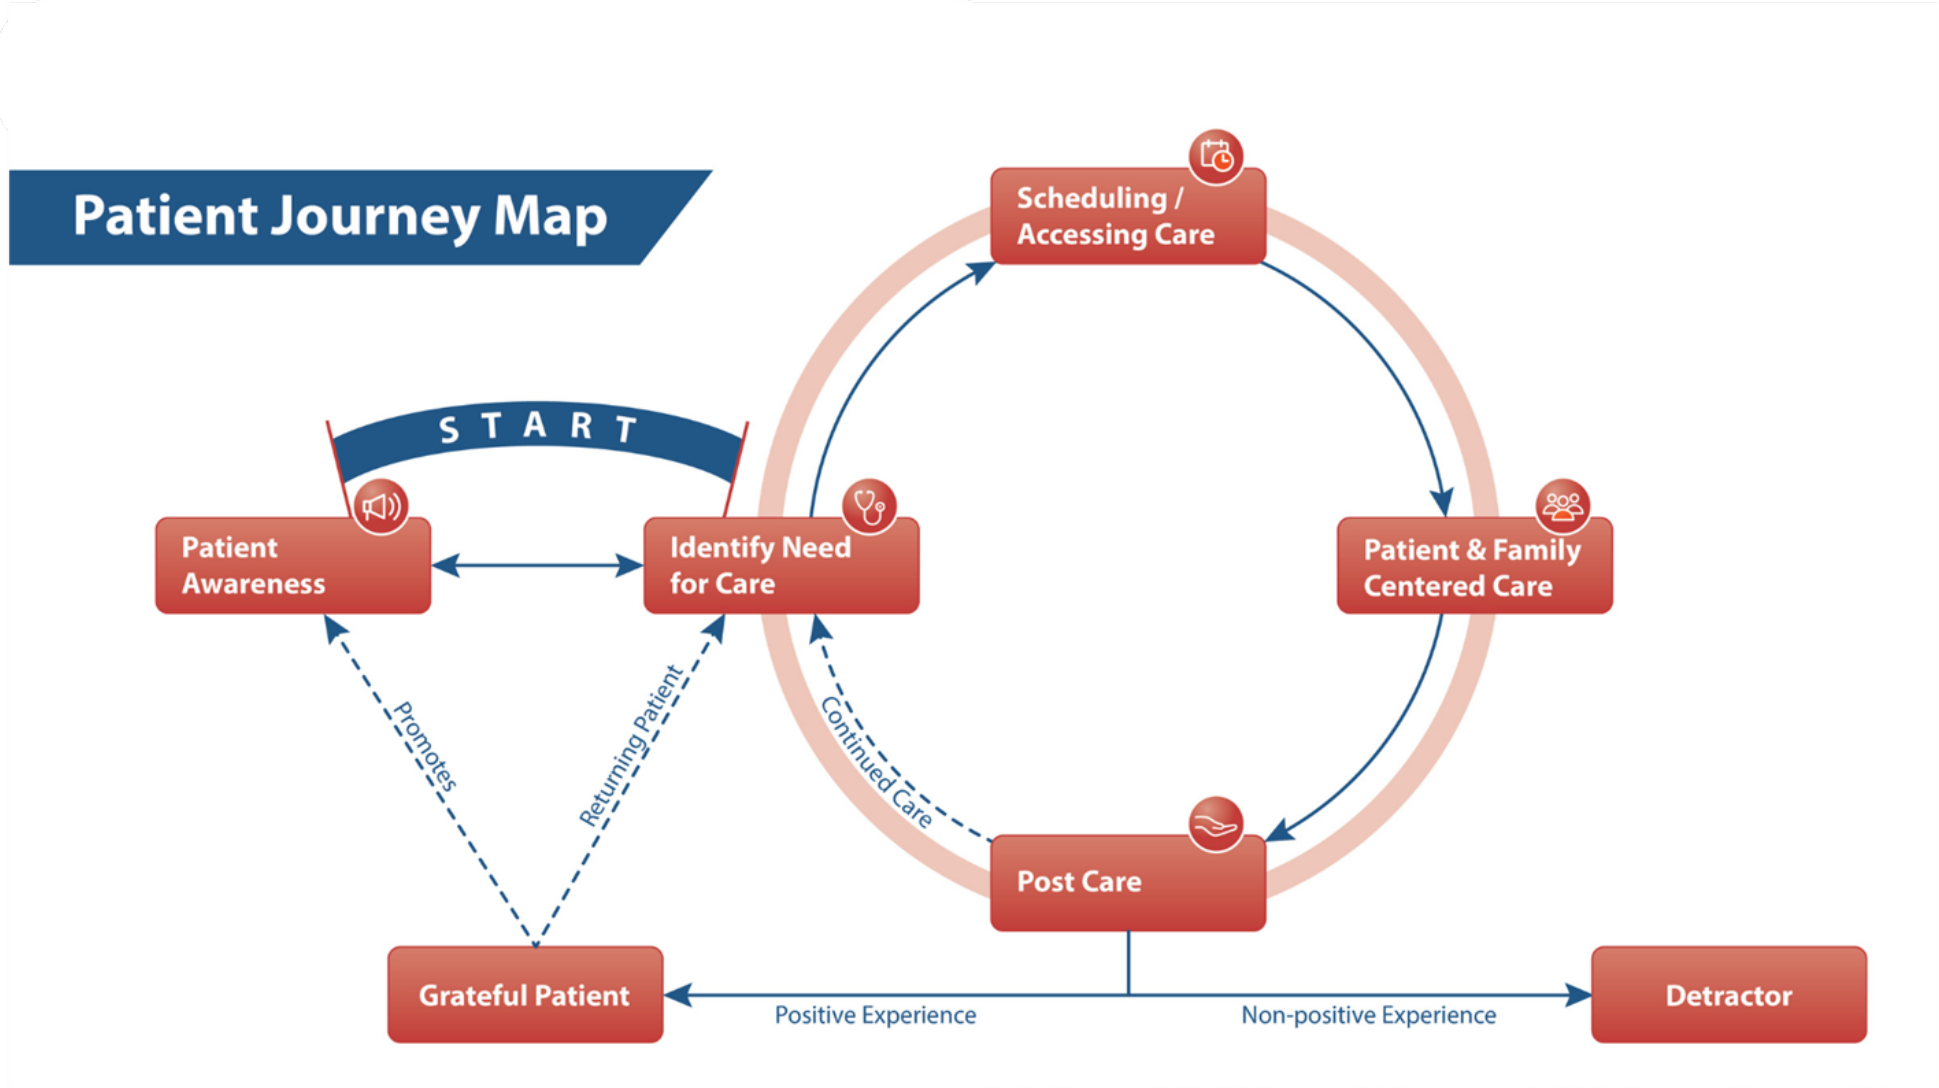 Patient Journey Map
Scheduling /
Accessing Care
START
Patient
Awareness
Identify Need
for Care
Patient & Family
Centered Care
Promotes
Returning Patient
Continued Care
Post Care
Grateful Patient
Positive Experience
Non-positive Experience
Detractor